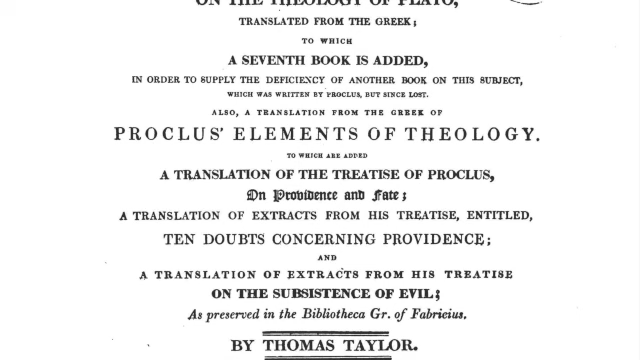 ON THE THEOLOGY OF PLATO,
TRANSLATED FROM THE GREEK;
TO WHICH
A SEVENTH BOOK IS ADDED,
IN ORDER TO SUPPLY THE DEFICIENCY OF ANOTHER BOOK ON THIS SUBJECT,
WHICH WAS WRITTEN BY PROCLUS, BUT SINCE LOST.
ALSO, A TRANSLATION FROM THE GREEK OF
PROCLUS' ELEMENTS OF THEOLOGY.
TO WHICH ARE ADDED
A TRANSLATION OF THE TREATISE OF PROCLUS,
On Providence and Fate;
A TRANSLATION OF EXTRACTS FROM HIS TREATISE, ENTITLED,
TEN DOUBTS CONCERNING PROVIDENCE;
AND
A TRANSLATION OF EXTRACTS FROM HIS TREATISE
ON THE SUBSISTENCE OF EVIL;
As preserved in the Bibliotheca Gr. of Fabricius.
BY THOMAS TAYLOR.